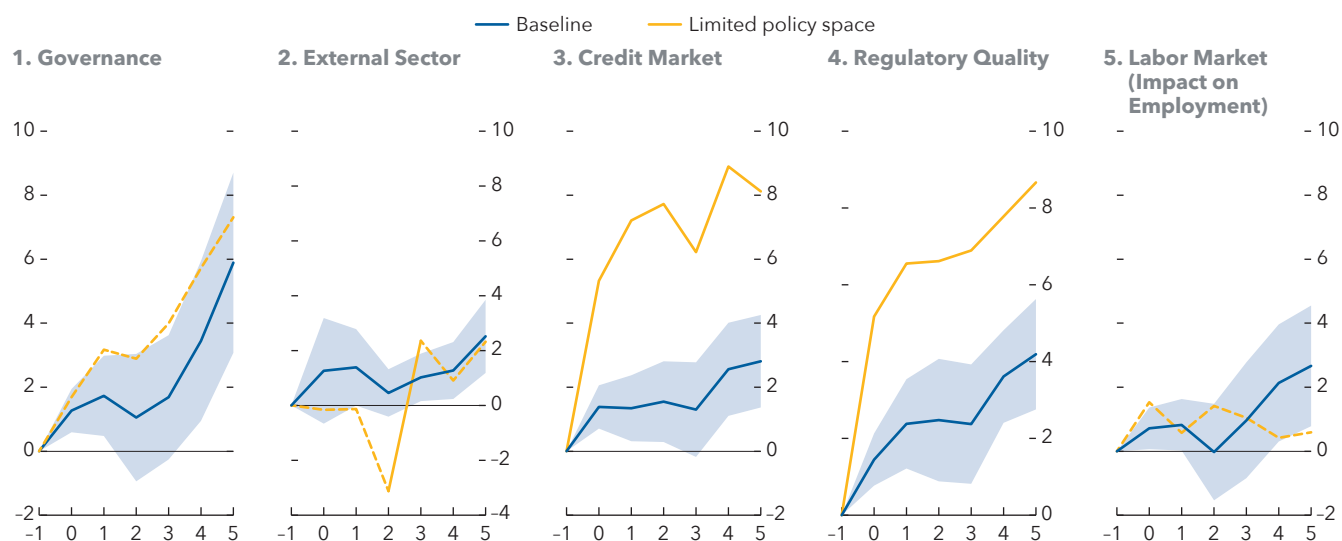 Baseline Limited policy space
1. Governance
2. External Sector
3. Credit Market
4. Regulatory Quality
5. Labor Market
(Impact on
Employment)
10
8
6
4
2
0
–2
–1 0 1 2 3 4 5
10
8
6
4
2
0
–2
–4
–1 0 1 2 3 4 5
10
8
6
4
2
0
–2
–1 0 1 2 3 4 5
10
8
6
4
2
0
–1 0 1 2 3 4 5
10
8
6
4
2
0
–2
–1 0 1 2 3 4 5